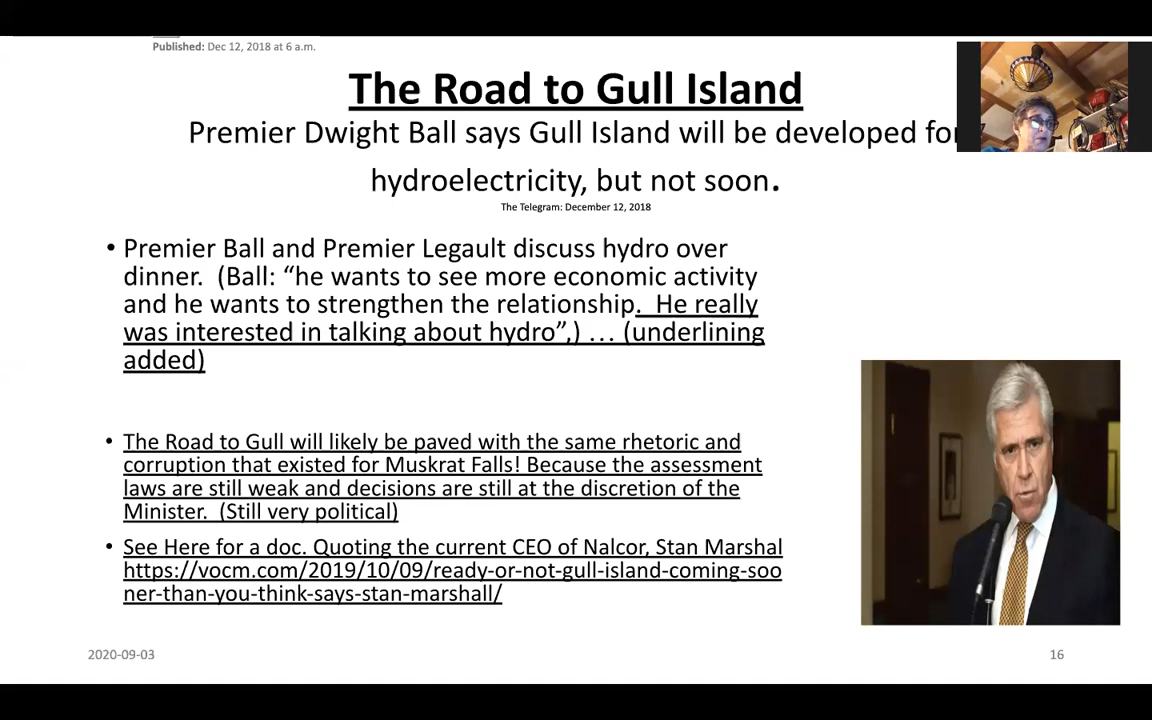 Published: Dec 12, 2018 at 6 a.m.
The Road to Gull Island
Premier Dwight Ball says Gull Island will be developed for
hydroelectricity, but not soon.
The Telegram: December 12, 2018
• Premier Ball and Premier Legault discuss hydro over
dinner. (Ball: “he wants to see more economic activity
and he wants to strengthen the relationship. He really
was interested in talking about hydro”,) … (underlining
added)
• The Road to Gull will likely be paved with the same rhetoric and
corruption that existed for Muskrat Falls! Because the assessment
laws are still weak and decisions are still at the discretion of the
Minister. (Still very political)
• See Here for a doc. Quoting the current CEO of Nalcor, Stan Marshal
https://vocm.com/2019/10/09/ready-or-not-gull-island-coming-soo
ner-than-you-think-says-stan-marshall/
2020-09-03
16